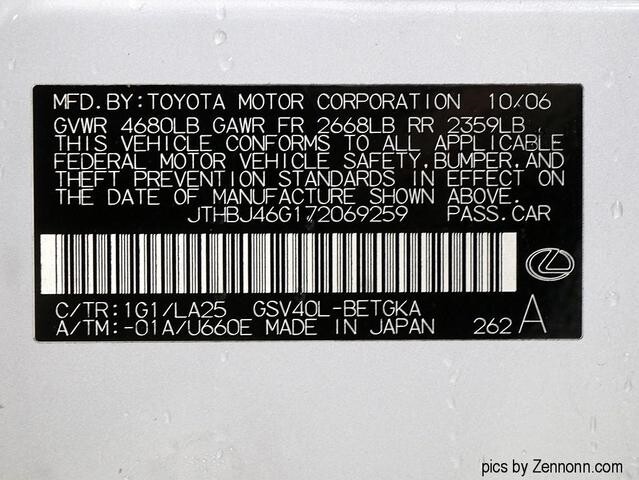 MFD.BY:TOYOTA MOTOR CORPORATION 10/06
GVWR 4680LB GAWR FR 2668LB RR 2359LB
THIS VEHICLE CONFORMS TO ALL APPLICABLE
FEDERAL MOTOR VEHICLE SAFETY,BUMPER,AND
THEFT PREVENTION STANDARDS IN EFFECT ON
THE DATE OF MANUFACTURE SHOWN ABOVE.
JTHBJ46G172069259 PASS.CAR
C/TR:1G1/LA25 GSV40L-BETGKA
A/TM:-01A/U660E MADE IN JAPAN 262 A
pics by Zennonn.com